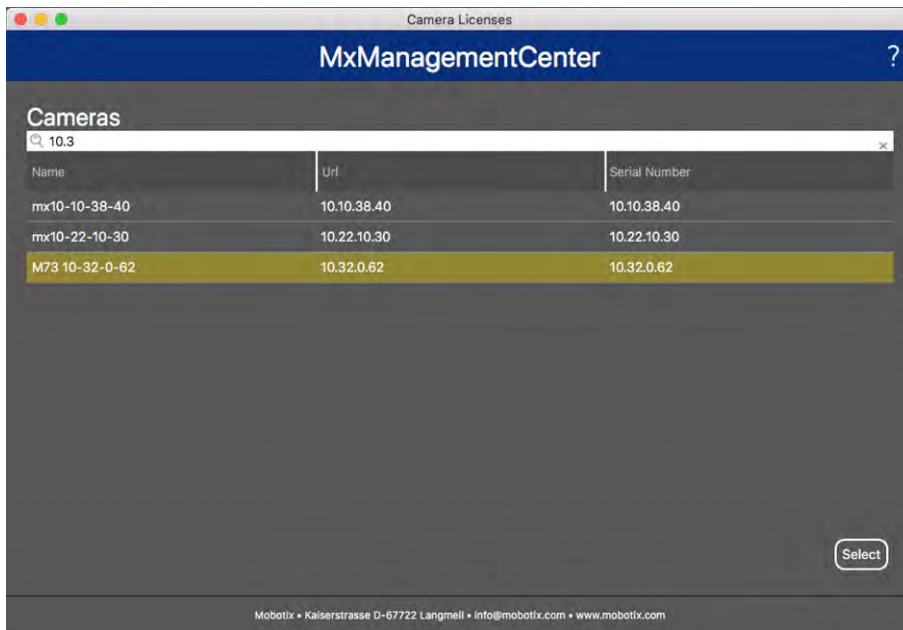 Camera Licenses
MxManagementCenter
?
Cameras
10.3
Name Url Serial Number
mx10-10-38-40 10.10.38.40 10.10.38.40
mx10-22-10-30 10.22.10.30 10.22.10.30
M73 10-32-0-62 10.32.0.62 10.32.0.62
Select
Mobotix • Kaiserstrasse D-67722 Langmeil • info@mobotix.com • www.mobotix.com